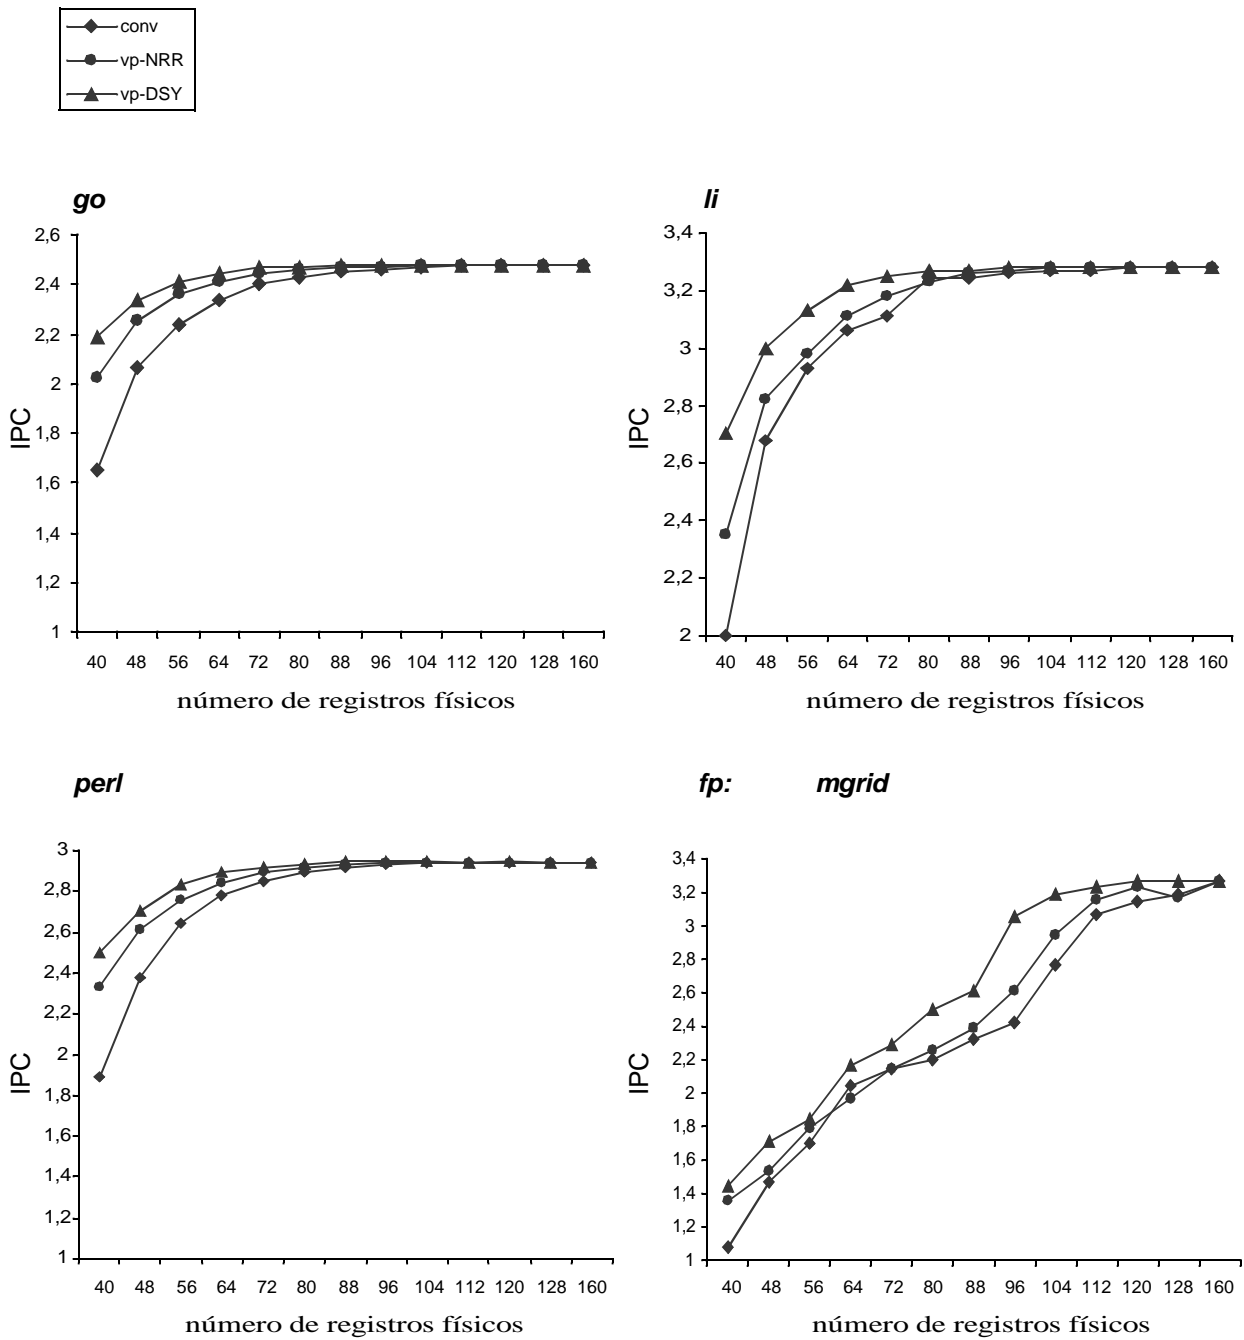 conv
vp-NRR
vp-DSY
go
2,6
2,4
2,2
2
1,8
1,6
1,4
1,2
1
IPC
40 48 56 64 72 80 88 96 104 112 120 128 160
número de registros físicos
li
3,4
3,2
3
2,8
2,6
2,4
2,2
2
IPC
40 48 56 64 72 80 88 96 104 112 120 128 160
número de registros físicos
perl
3
2,8
2,6
2,4
2,2
2
1,8
1,6
1,4
1,2
1
IPC
40 48 56 64 72 80 88 96 104 112 120 128 160
número de registros físicos
fp: mgrid
3,4
3,2
3
2,8
2,6
2,4
2,2
2
1,8
1,6
1,4
1,2
1
IPC
40 48 56 64 72 80 88 96 104 112 120 128 160
número de registros físicos